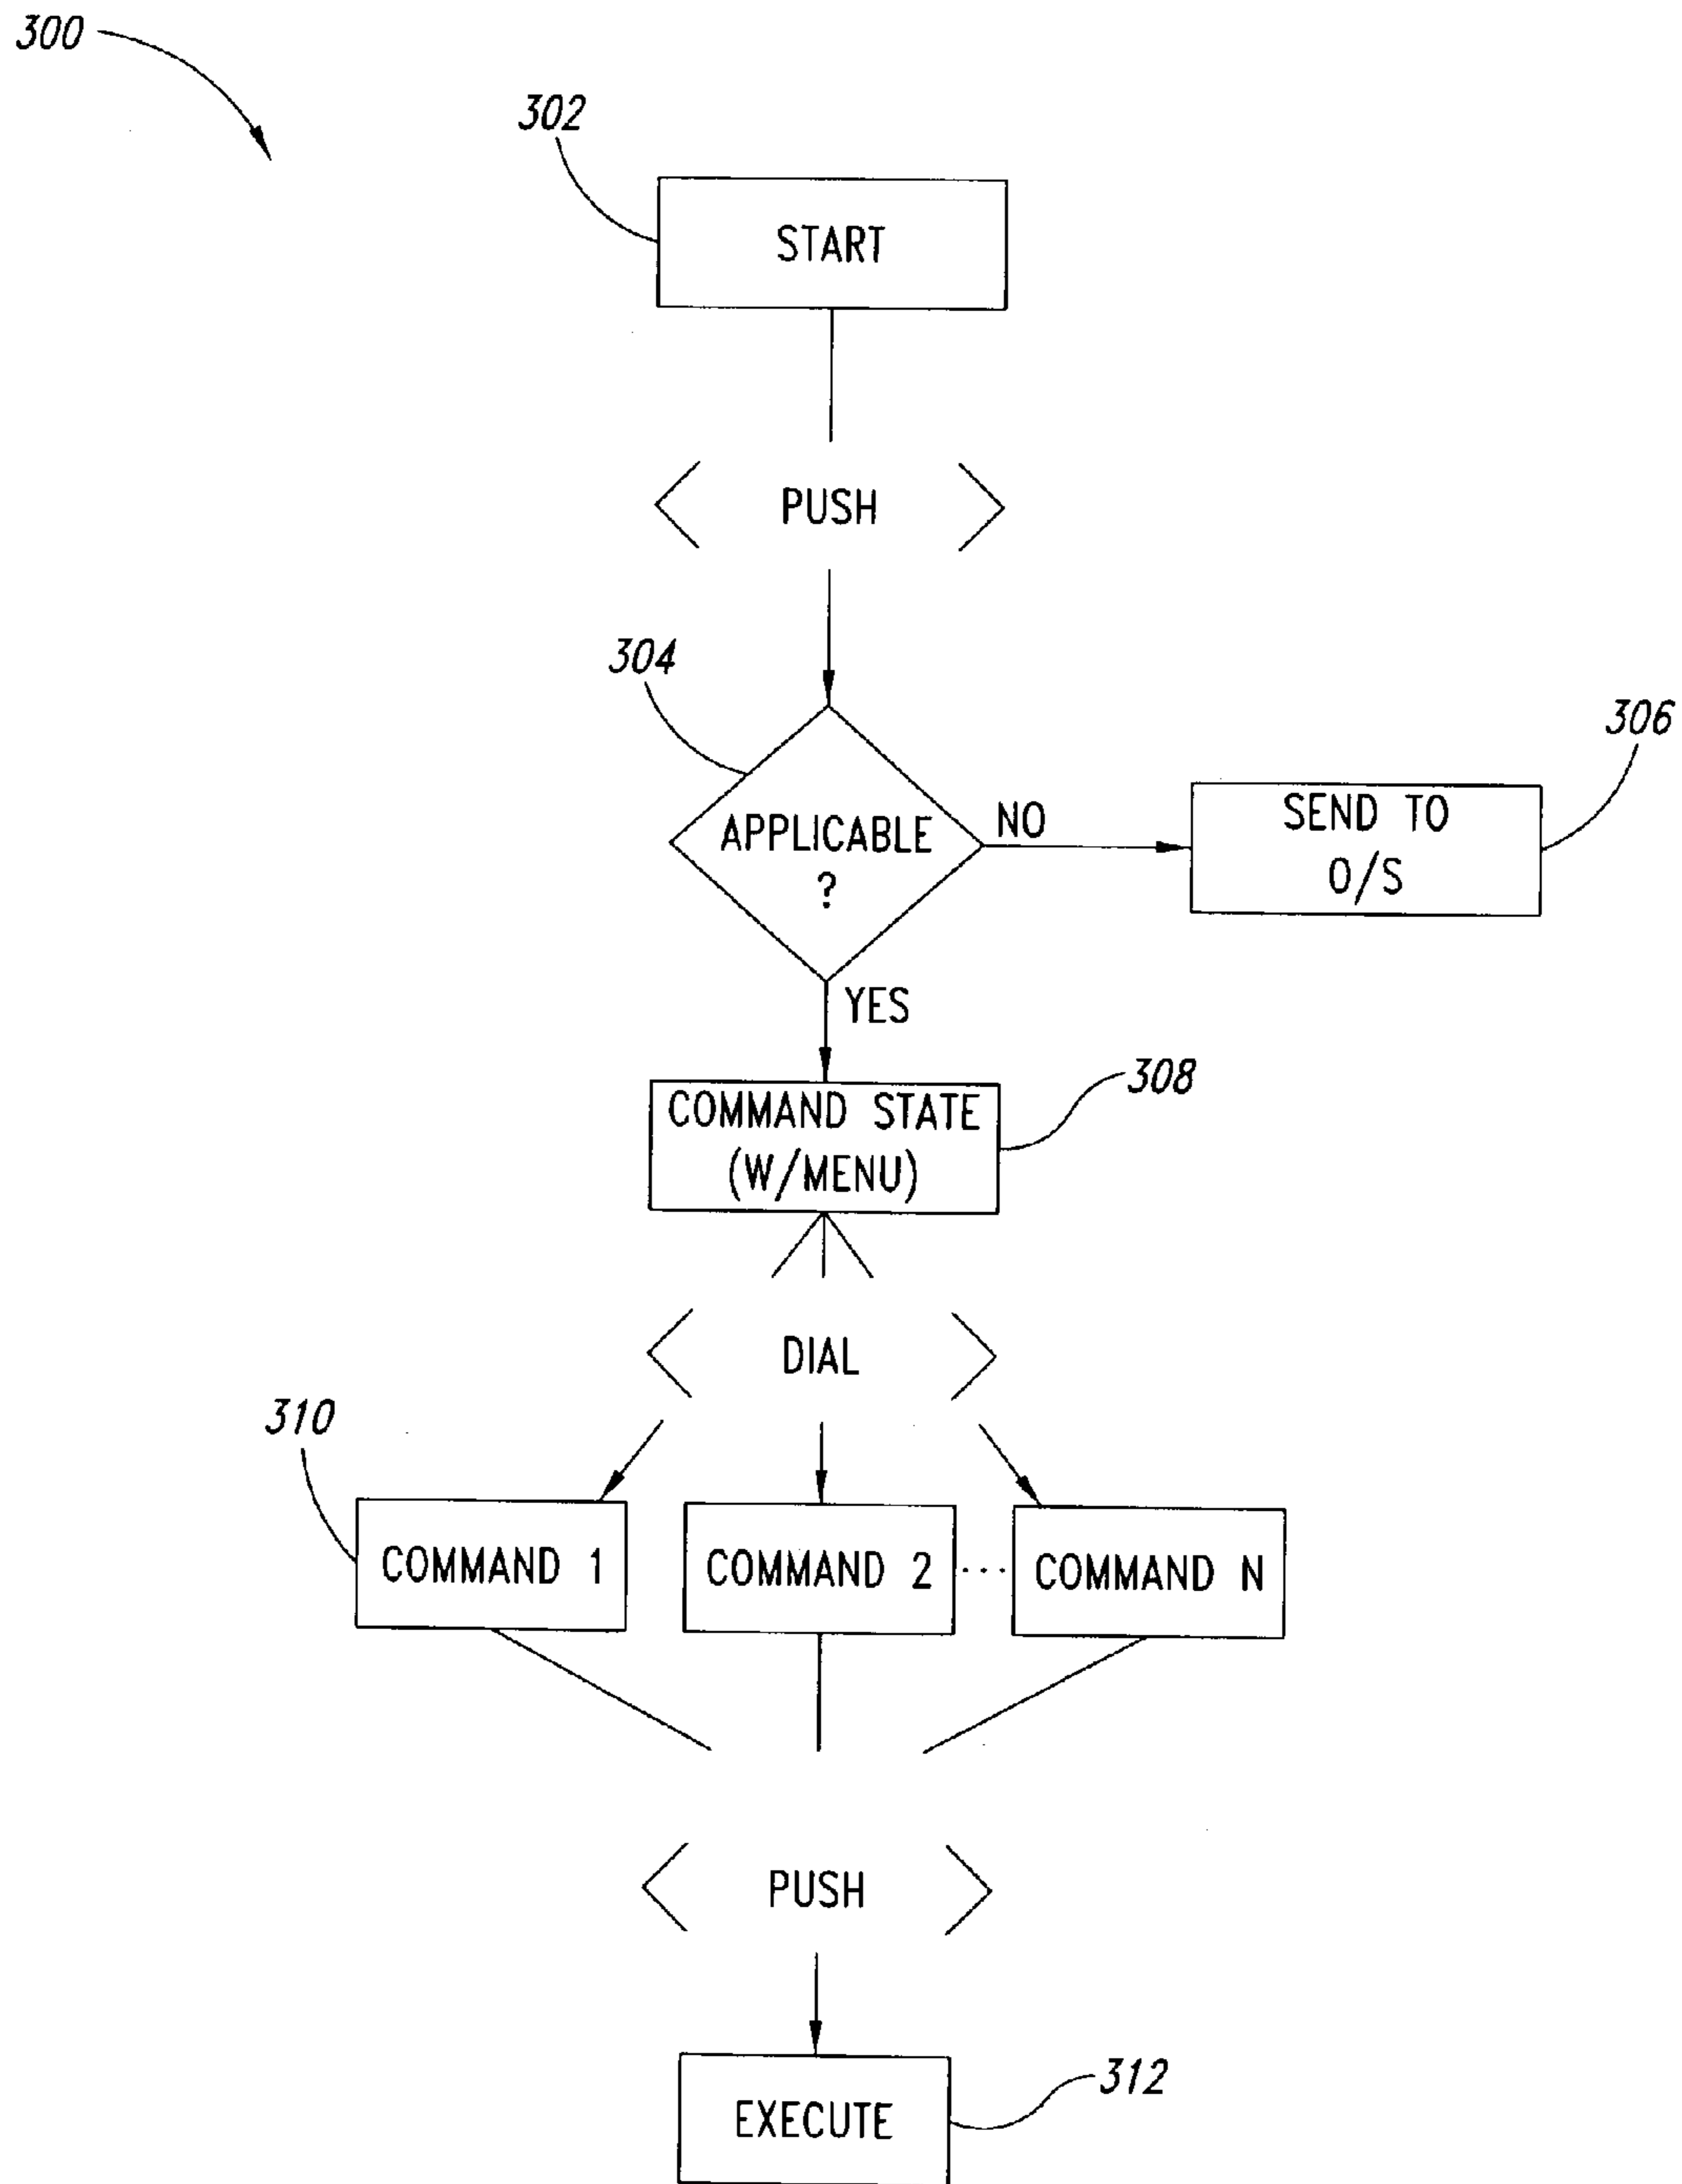 300
302
START
PUSH
304
306
APPLICABLE
?
NO
SEND TO
O/S
YES
308
COMMAND STATE
(W/MENU)
DIAL
310
COMMAND 1
COMMAND 2
...
COMMAND N
PUSH
312
EXECUTE